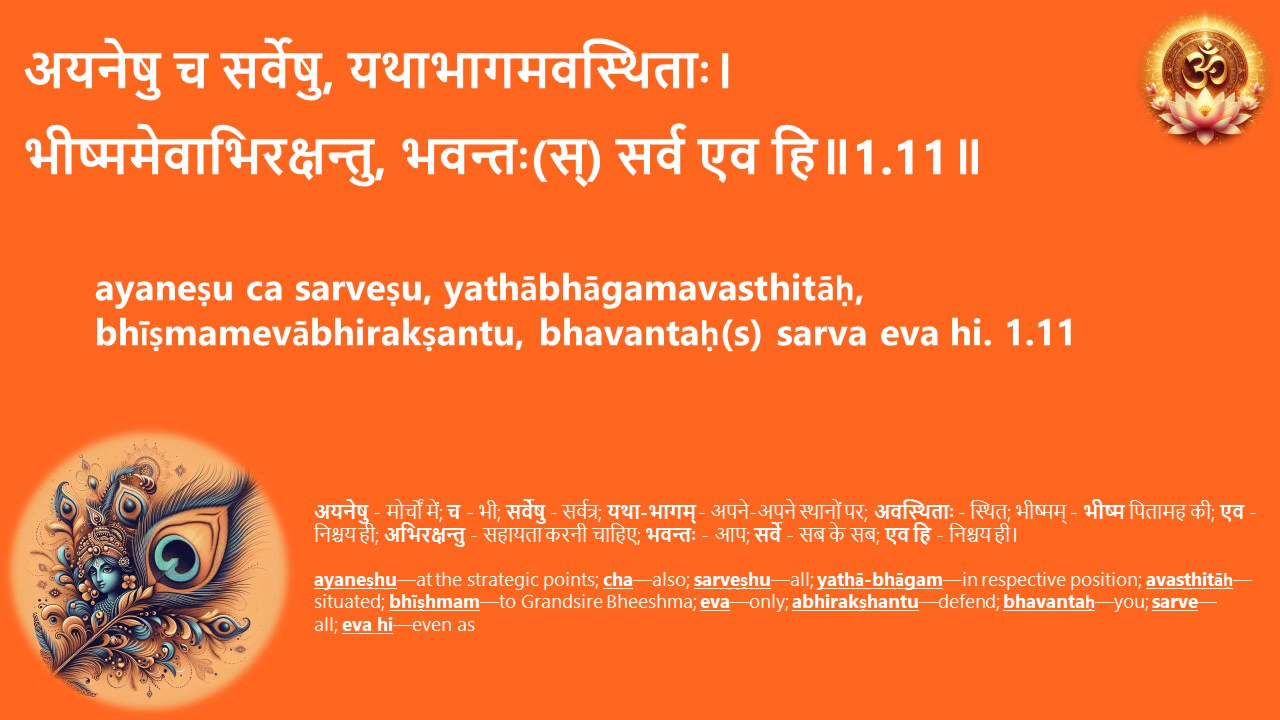 अयनेषु च सर्वेषु, यथाभागमवस्थिताः।
भीष्ममेवाभिरक्षन्तु, भवन्तः(स्) सर्व एव हि॥1.11॥
ॐ
ayaneṣu ca sarveṣu, yathābhāgamavasthitāḥ,
bhīṣmamevābhirakṣantu, bhavantaḥ(s) sarva eva hi. 1.11
अयनेषु - मोर्चों में; च - भी; सर्वेषु - सर्वत्र; यथा-भागम् - अपने-अपने स्थानों पर; अवस्थिताः - स्थित; भीष्मम् - भीष्म पितामह की; एव -
निश्चय ही; अभिरक्षन्तु - सहायता करनी चाहिए; भवन्तः - आप; सर्वे - सब के सब; एव हि - निश्चय ही।
ayaneṣhu—at the strategic points; cha—also; sarveṣhu—all; yathā-bhāgam—in respective position; avasthitāḥ—
situated; bhīṣhmam—to Grandsire Bheeshma; eva—only; abhirakṣhantu—defend; bhavantaḥ—you; sarve—
all; eva hi—even as